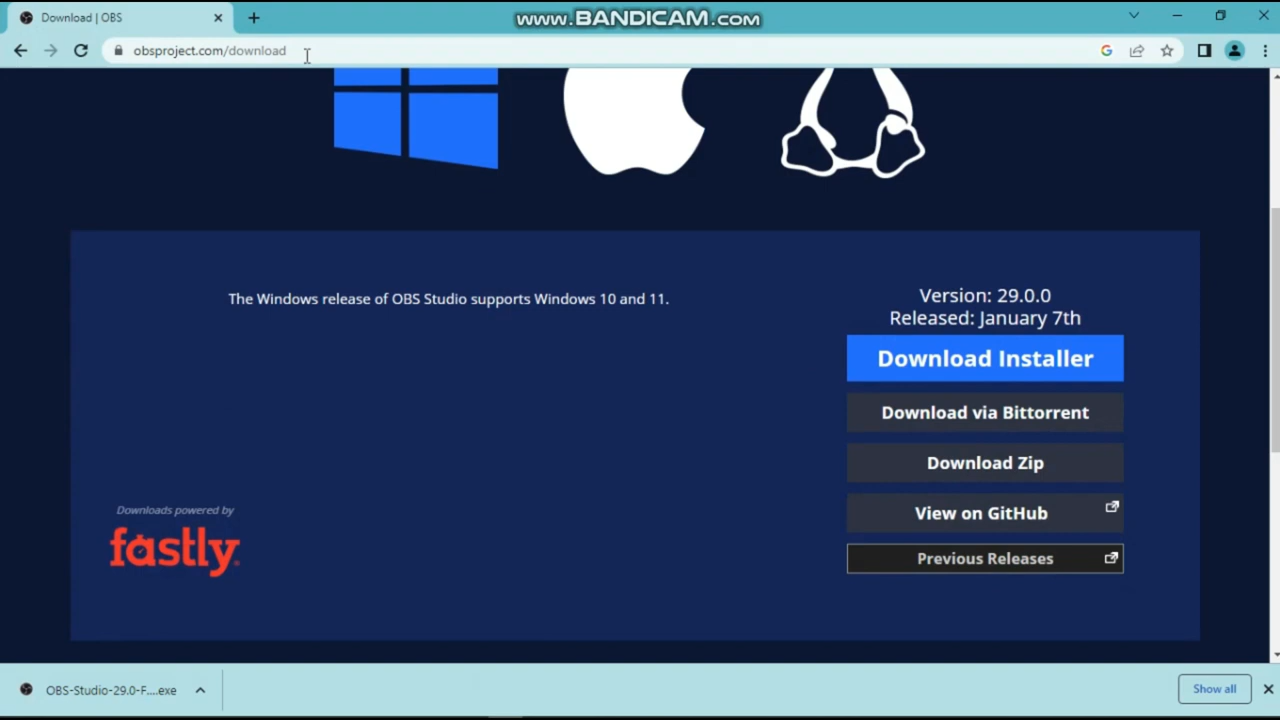 Download | OBS
www.BANDICAM.com
obsproject.com/download
The Windows release of OBS Studio supports Windows 10 and 11.
Version: 29.0.0
Released: January 7th
Download Installer
Download via Bittorrent
Download Zip
View on GitHub
Previous Releases
Downloads powered by
fastly
OBS-Studio-29.0-F....exe
Show all